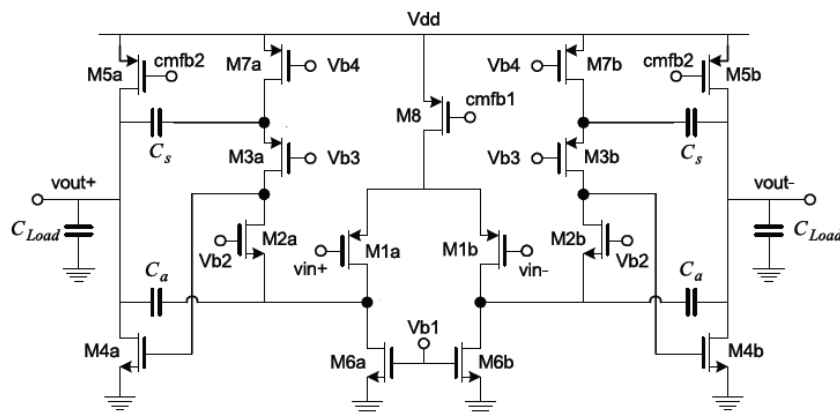 Vdd
M5a
cmfb2
M7a
Vb4
cmfb1
M8
Vb4
M7b
cmfb2
M5b
Cs
M3a
Vb3
Vb3
M3b
Cs
vout+
vout-
CLoad
Vb2
M2a
vin+
M1a
M1b
vin-
M2b
Vb2
CLoad
Ca
Ca
M4a
Vb1
M6a
M6b
M4b